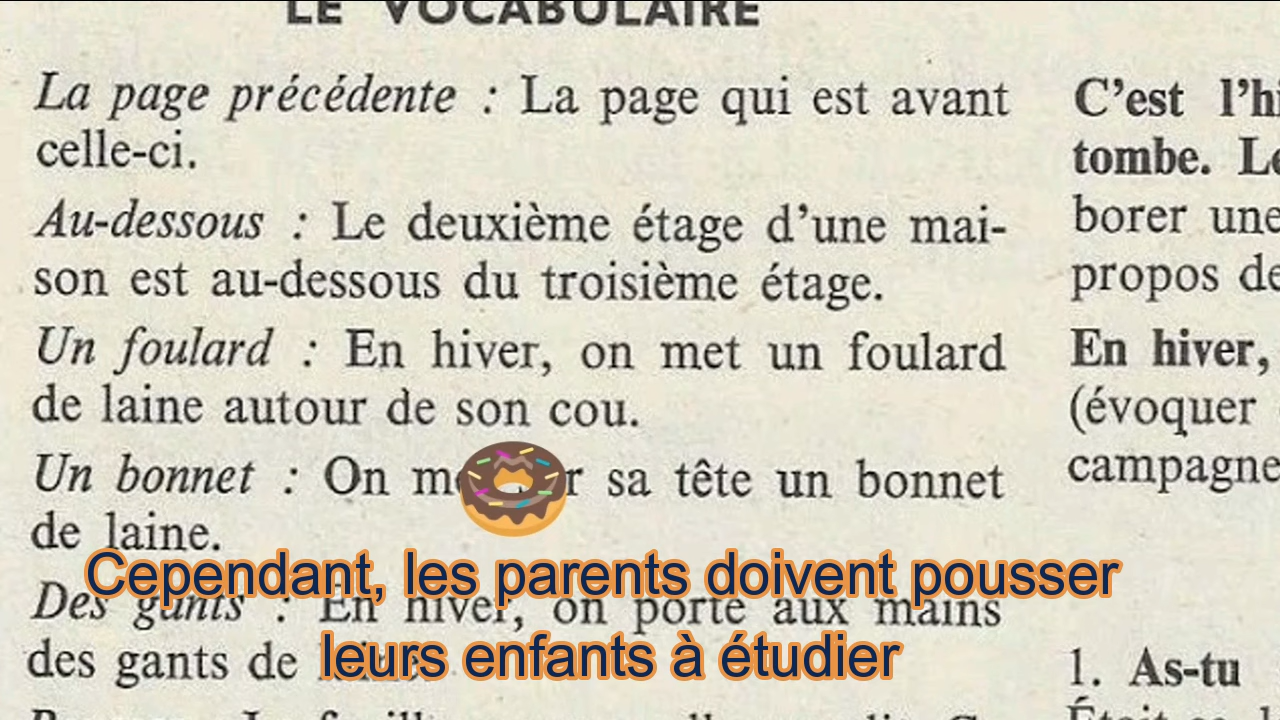 LE VOCABULAIRE
La page précédente : La page qui est avant
celle-ci.
Au-dessous : Le deuxième étage d'une mai-
son est au-dessous du troisième étage.
Un foulard : En hiver, on met un foulard
de laine autour de son cou.
Un bonnet : On sa tête un bonnet
de laine.
Des gants : En hiver, on porte aux mains
des gants de
C'est l'hi
tombe. Le
borer une
propos de
En hiver,
(évoquer
campagne
1. As-tu
Cependant, les parents doivent pousser
leurs enfants à étudier